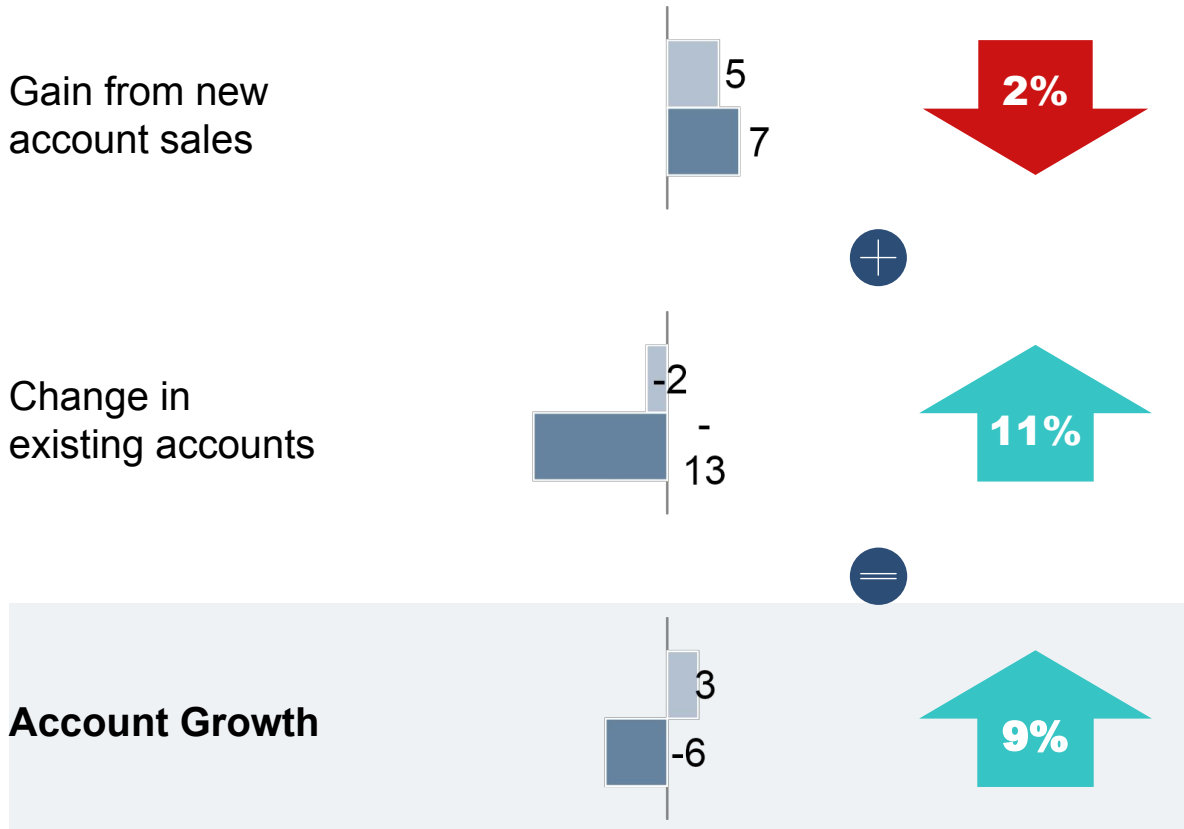 Gain from new
account sales
5
7
2%
Change in
existing accounts
-2
-
13
11%
Account Growth
3
-6
9%